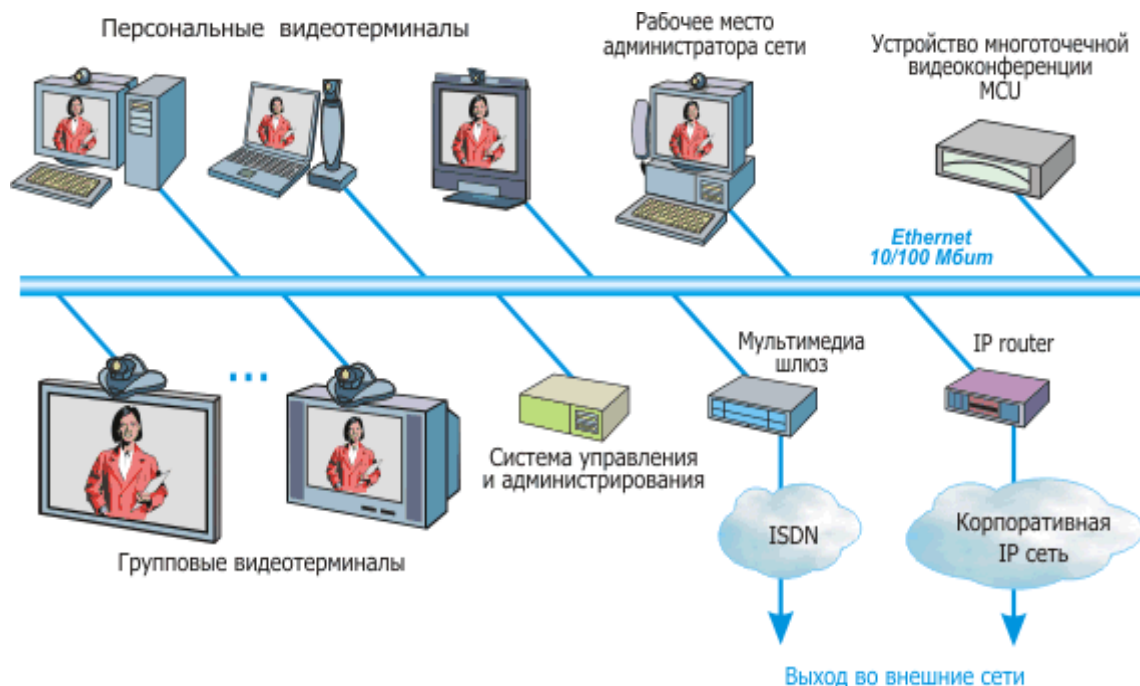 Персональные видеотерминалы
Рабочее место
администратора сети
Устройство многоточечной
видеоконференции
MCU
Ethernet
10/100 Мбит
...
Мультимедиа
шлюз
IP router
Система управления
и администрирования
Групповые видеотерминалы
ISDN
Корпоративная
IP сеть
Выход во внешние сети